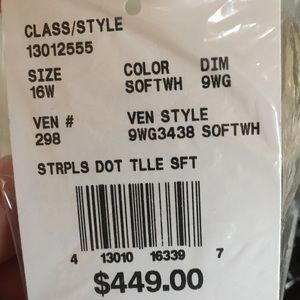 CLASS/STYLE
13012555
SIZE COLOR DIM
16W SOFTWH 9WG
VEN # VEN STYLE
298 9WG3438 SOFTWH
STRPLS DOT TLLE SFT
4 13010 16339 7
$449.00